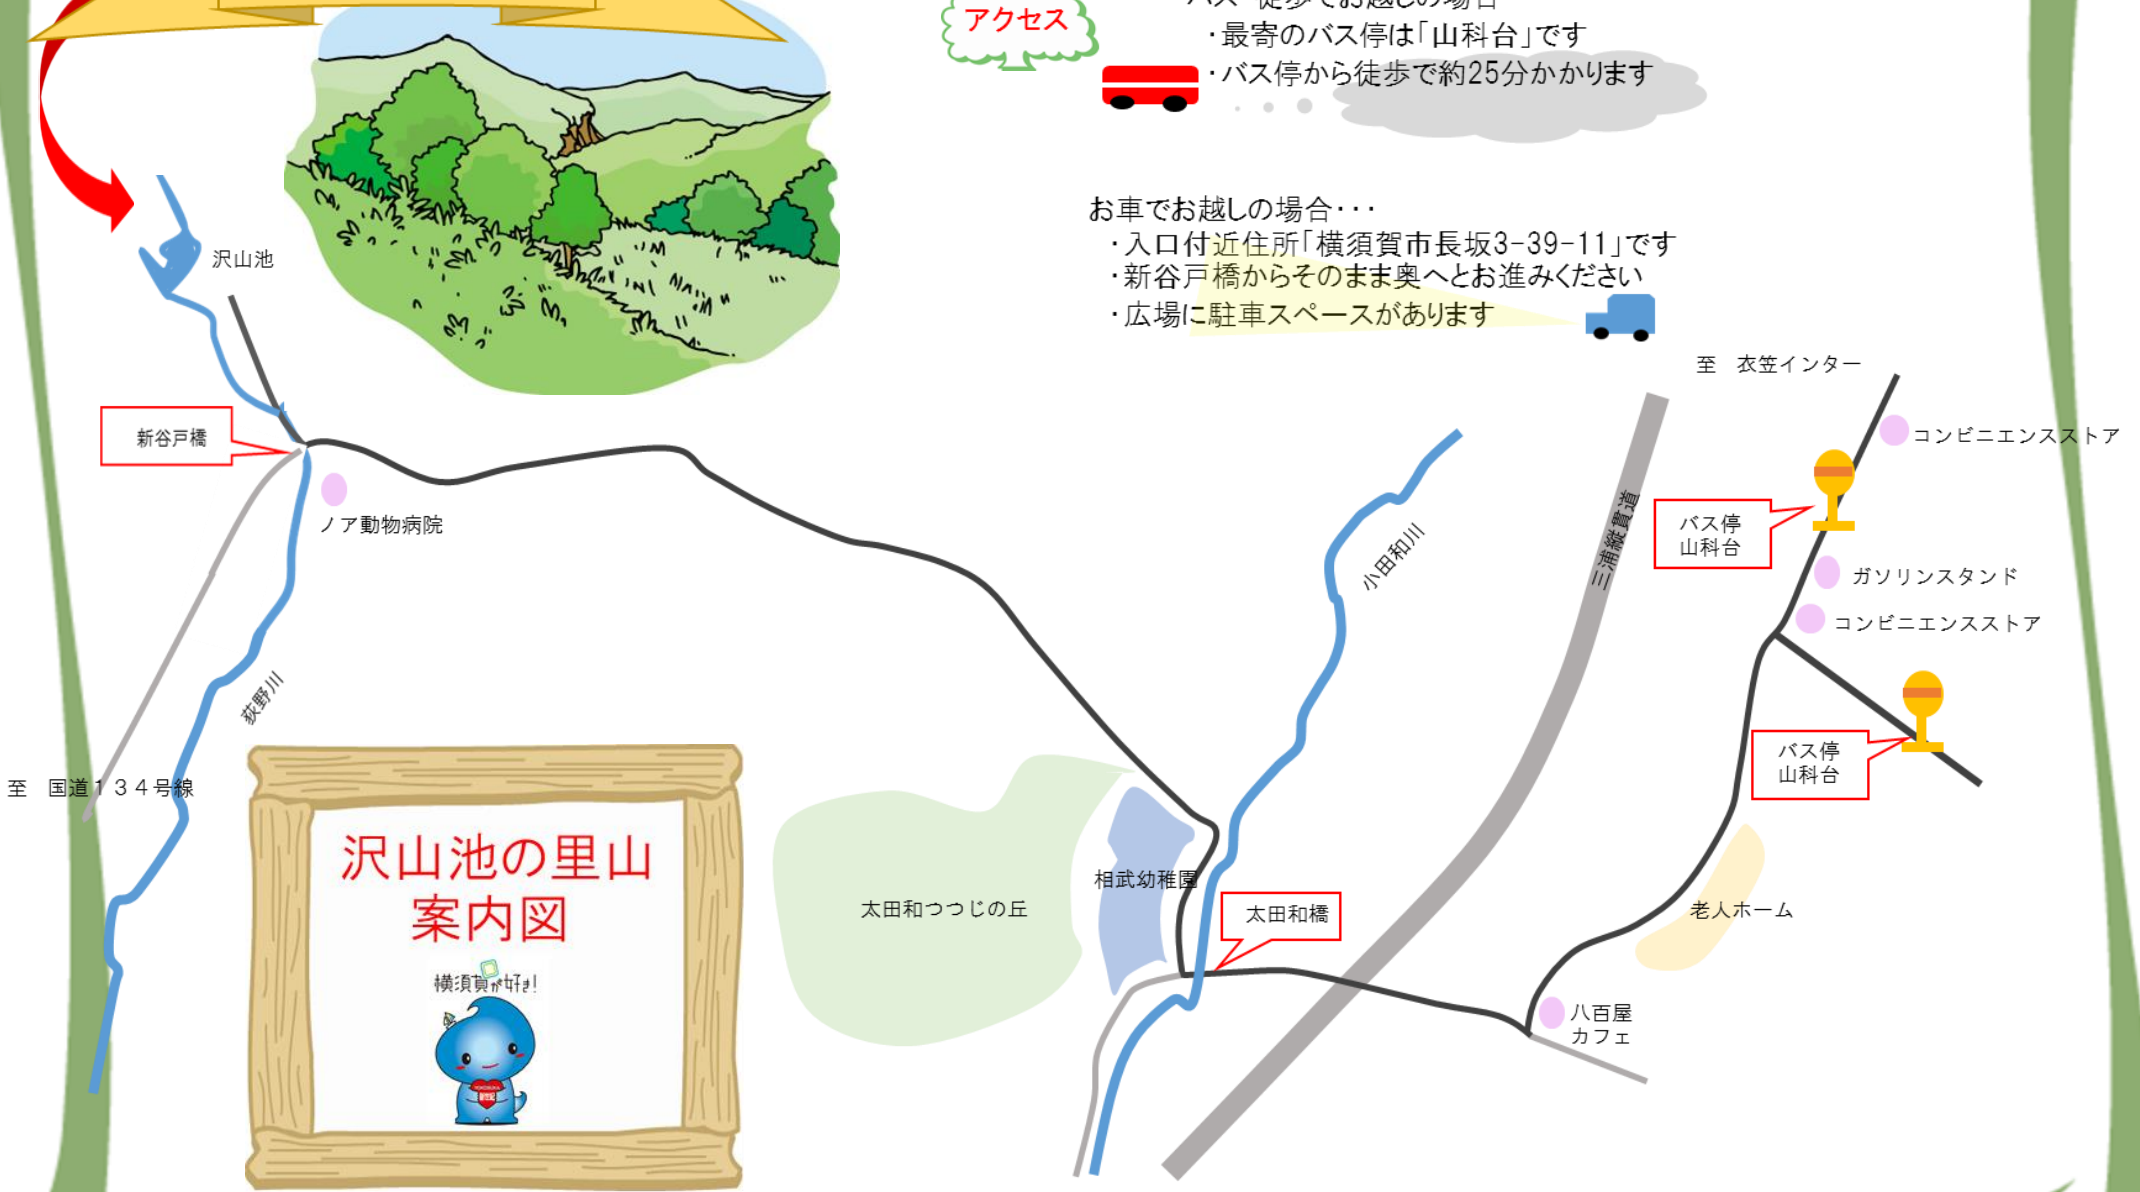 アクセス
バス・徒歩でお越しの場合
・最寄のバス停は「山科台」です
・バス停から徒歩で約25分かかります
お車でお越しの場合･･･
・入口付近住所「横須賀市長坂3-39-11」です
・新谷戸橋からそのまま奥へとお進みください
・広場に駐車スペースがあります
沢山池
新谷戸橋
ノア動物病院
荻野川
至　国道１３４号線
沢山池の里山
案内図
横須賀が好き!
太田和つつじの丘
相武幼稚園
太田和橋
小田和川
三浦縦貫道
至　衣笠インター
コンビニエンスストア
バス停
山科台
ガソリンスタンド
コンビニエンスストア
バス停
山科台
老人ホーム
八百屋
カフェ